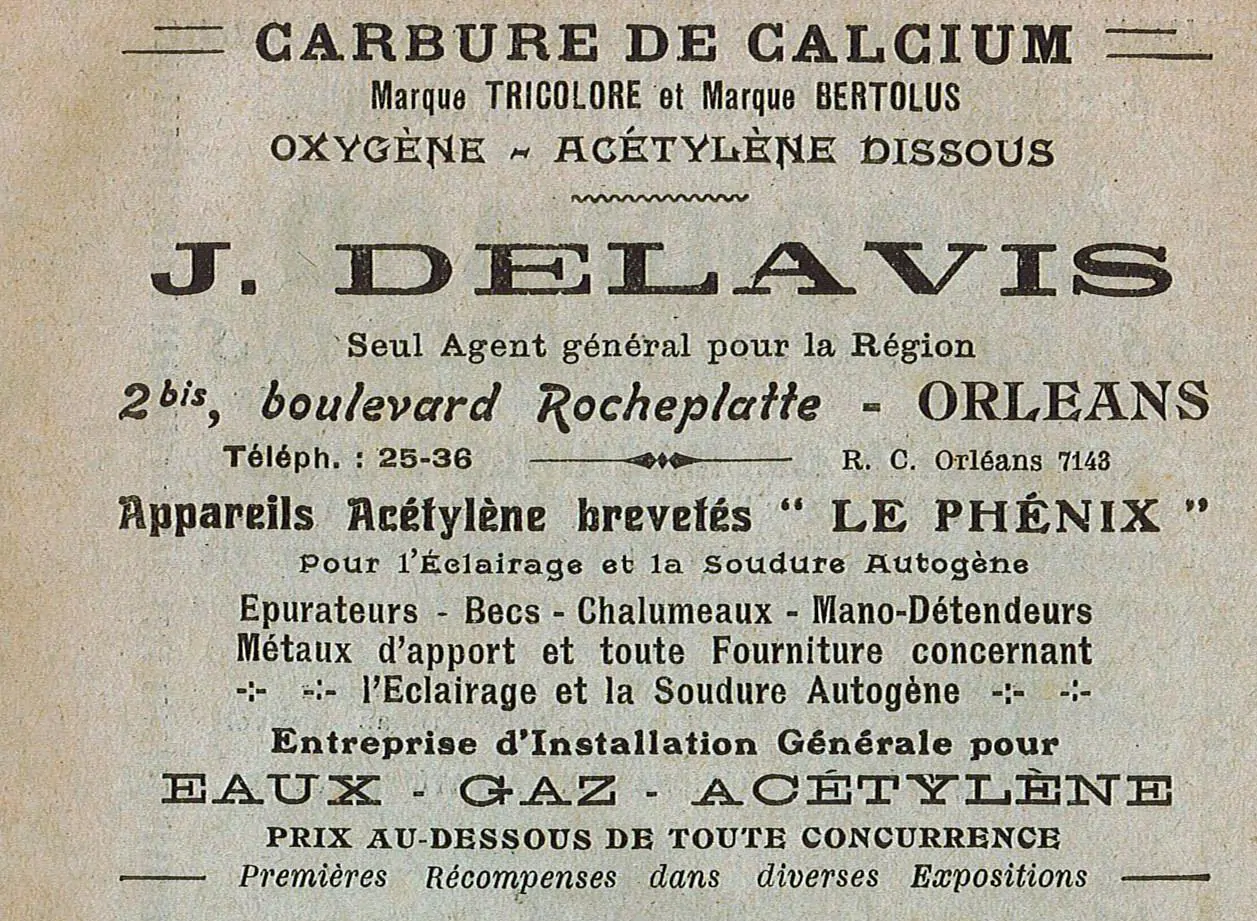 CARBURE DE CALCIUM
Marque TRICOLORE et Marque BERTOLUS
OXYGÈNE - ACÉTYLÈNE DISSOUS
J. DELAVIS
Seul Agent général pour la Région
2 bis, boulevard Rocheplatte - ORLEANS
Téléph. : 25-36 R. C. Orléans 7143
Appareils Acétylène brevetés " LE PHÉNIX "
Pour l'Éclairage et la Soudure Autogène
Epurateurs - Becs - Chalumeaux - Mano-Détendeurs
Métaux d'apport et toute Fourniture concernant
-:- -:- l'Eclairage et la Soudure Autogène -:- -:-
Entreprise d'Installation Générale pour
EAUX - GAZ - ACÉTYLÈNE
PRIX AU-DESSOUS DE TOUTE CONCURRENCE
Premières Récompenses dans diverses Expositions